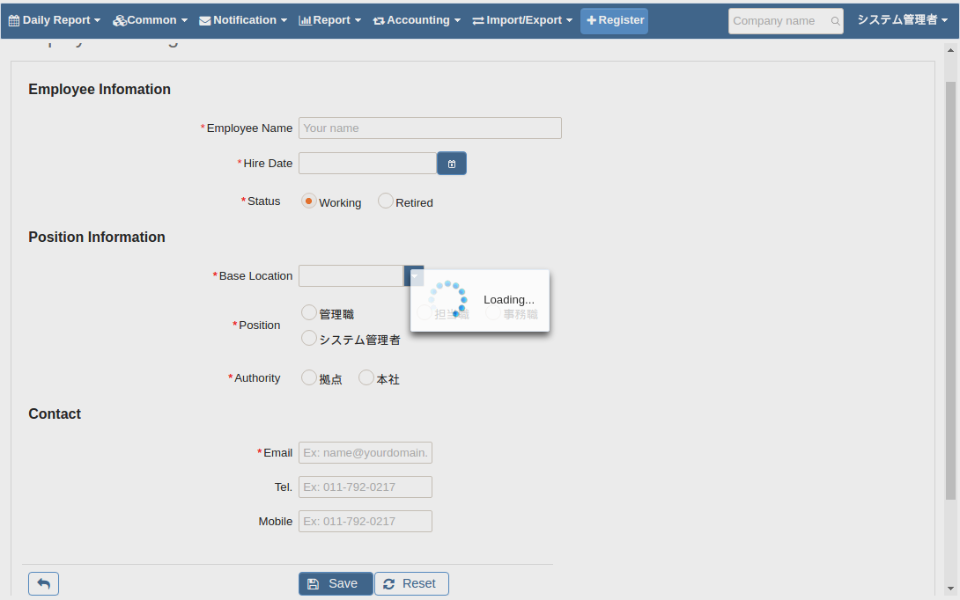 Daily Report Common Notification Report Accounting Import/Export Register Company name システム管理者
Employee Infomation
*Employee Name Your name
*Hire Date
*Status Working Retired
Position Information
*Base Location
Loading...
*Position 管理職 担当職 事務職
システム管理者
*Authority 拠点 本社
Contact
*Email Ex: name@yourdomain.
Tel. Ex: 011-792-0217
Mobile Ex: 011-792-0217
Save Reset